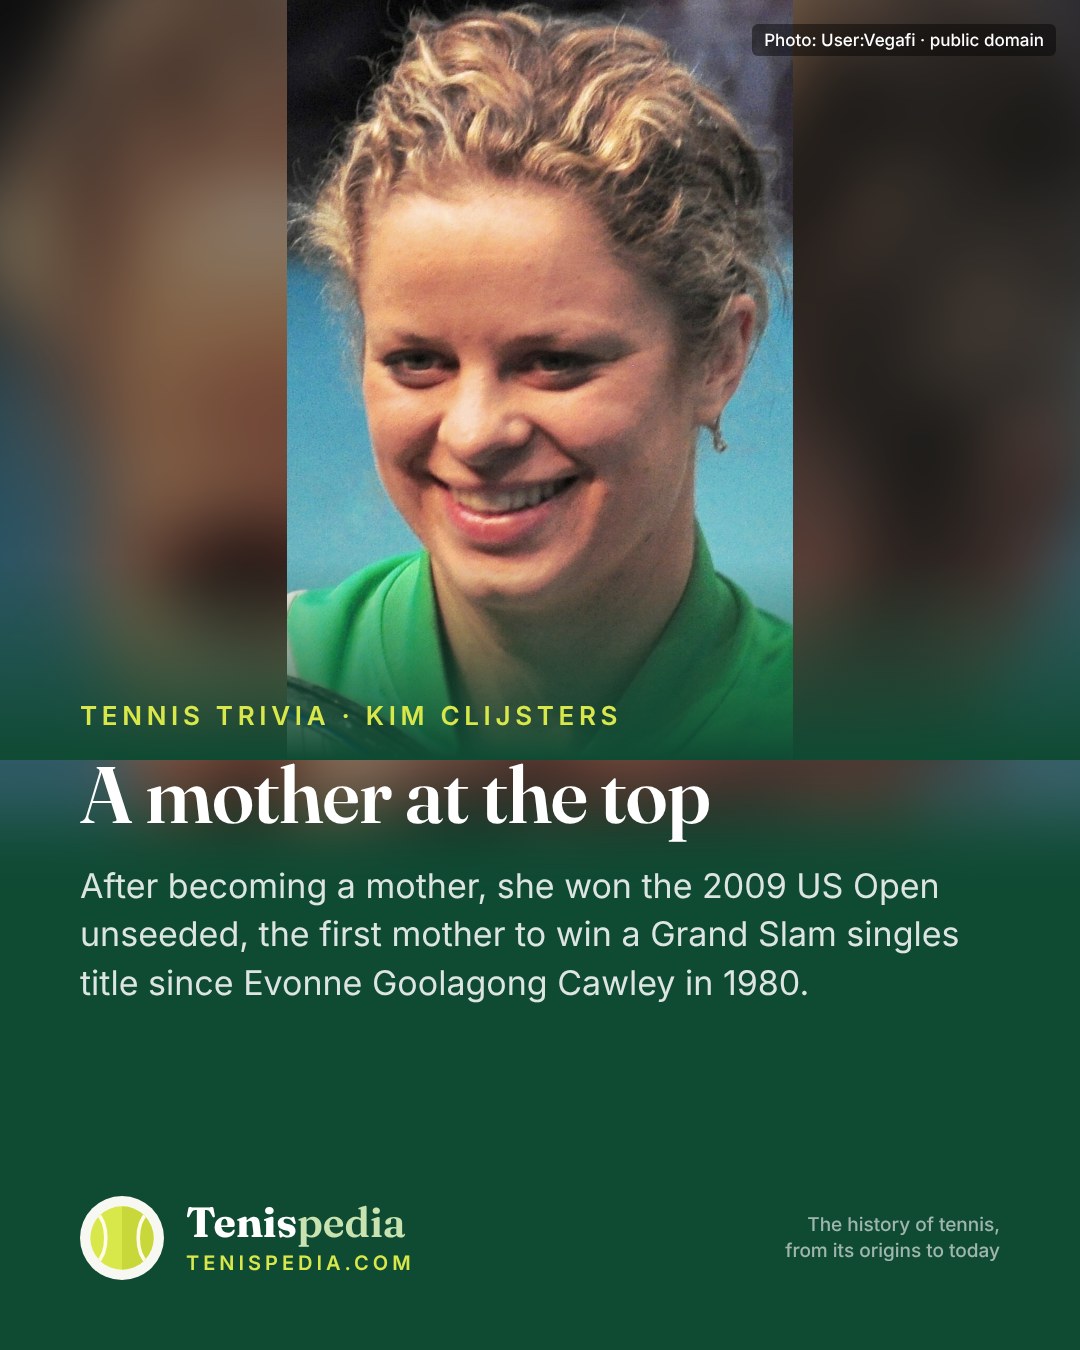 Photo: User:Vegafi · public domain
TENNIS TRIVIA · KIM CLIJSTERS
A mother at the top
After becoming a mother, she won the 2009 US Open
unseeded, the first mother to win a Grand Slam singles
title since Evonne Goolagong Cawley in 1980.
Tenispedia
TENISPEDIA.COM
The history of tennis,
from its origins to today